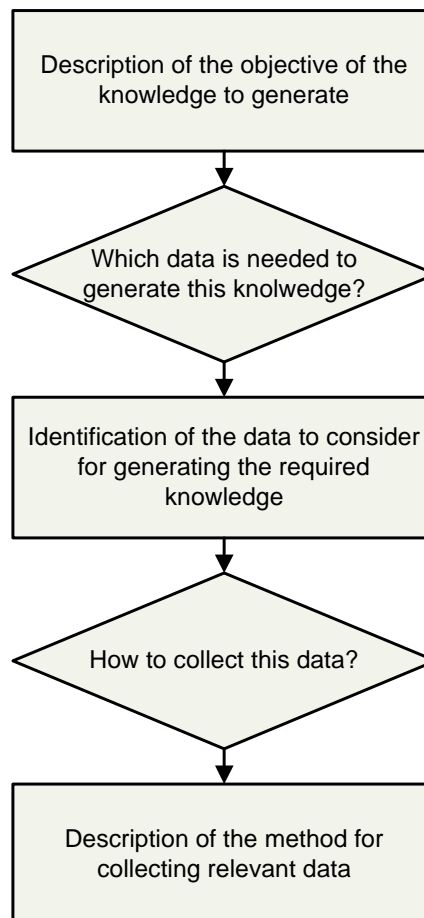 Description of the objective of the
knowledge to generate
Which data is needed to
generate this knolwedge?
Identification of the data to consider
for generating the required
knowledge
How to collect this data?
Description of the method for
collecting relevant data